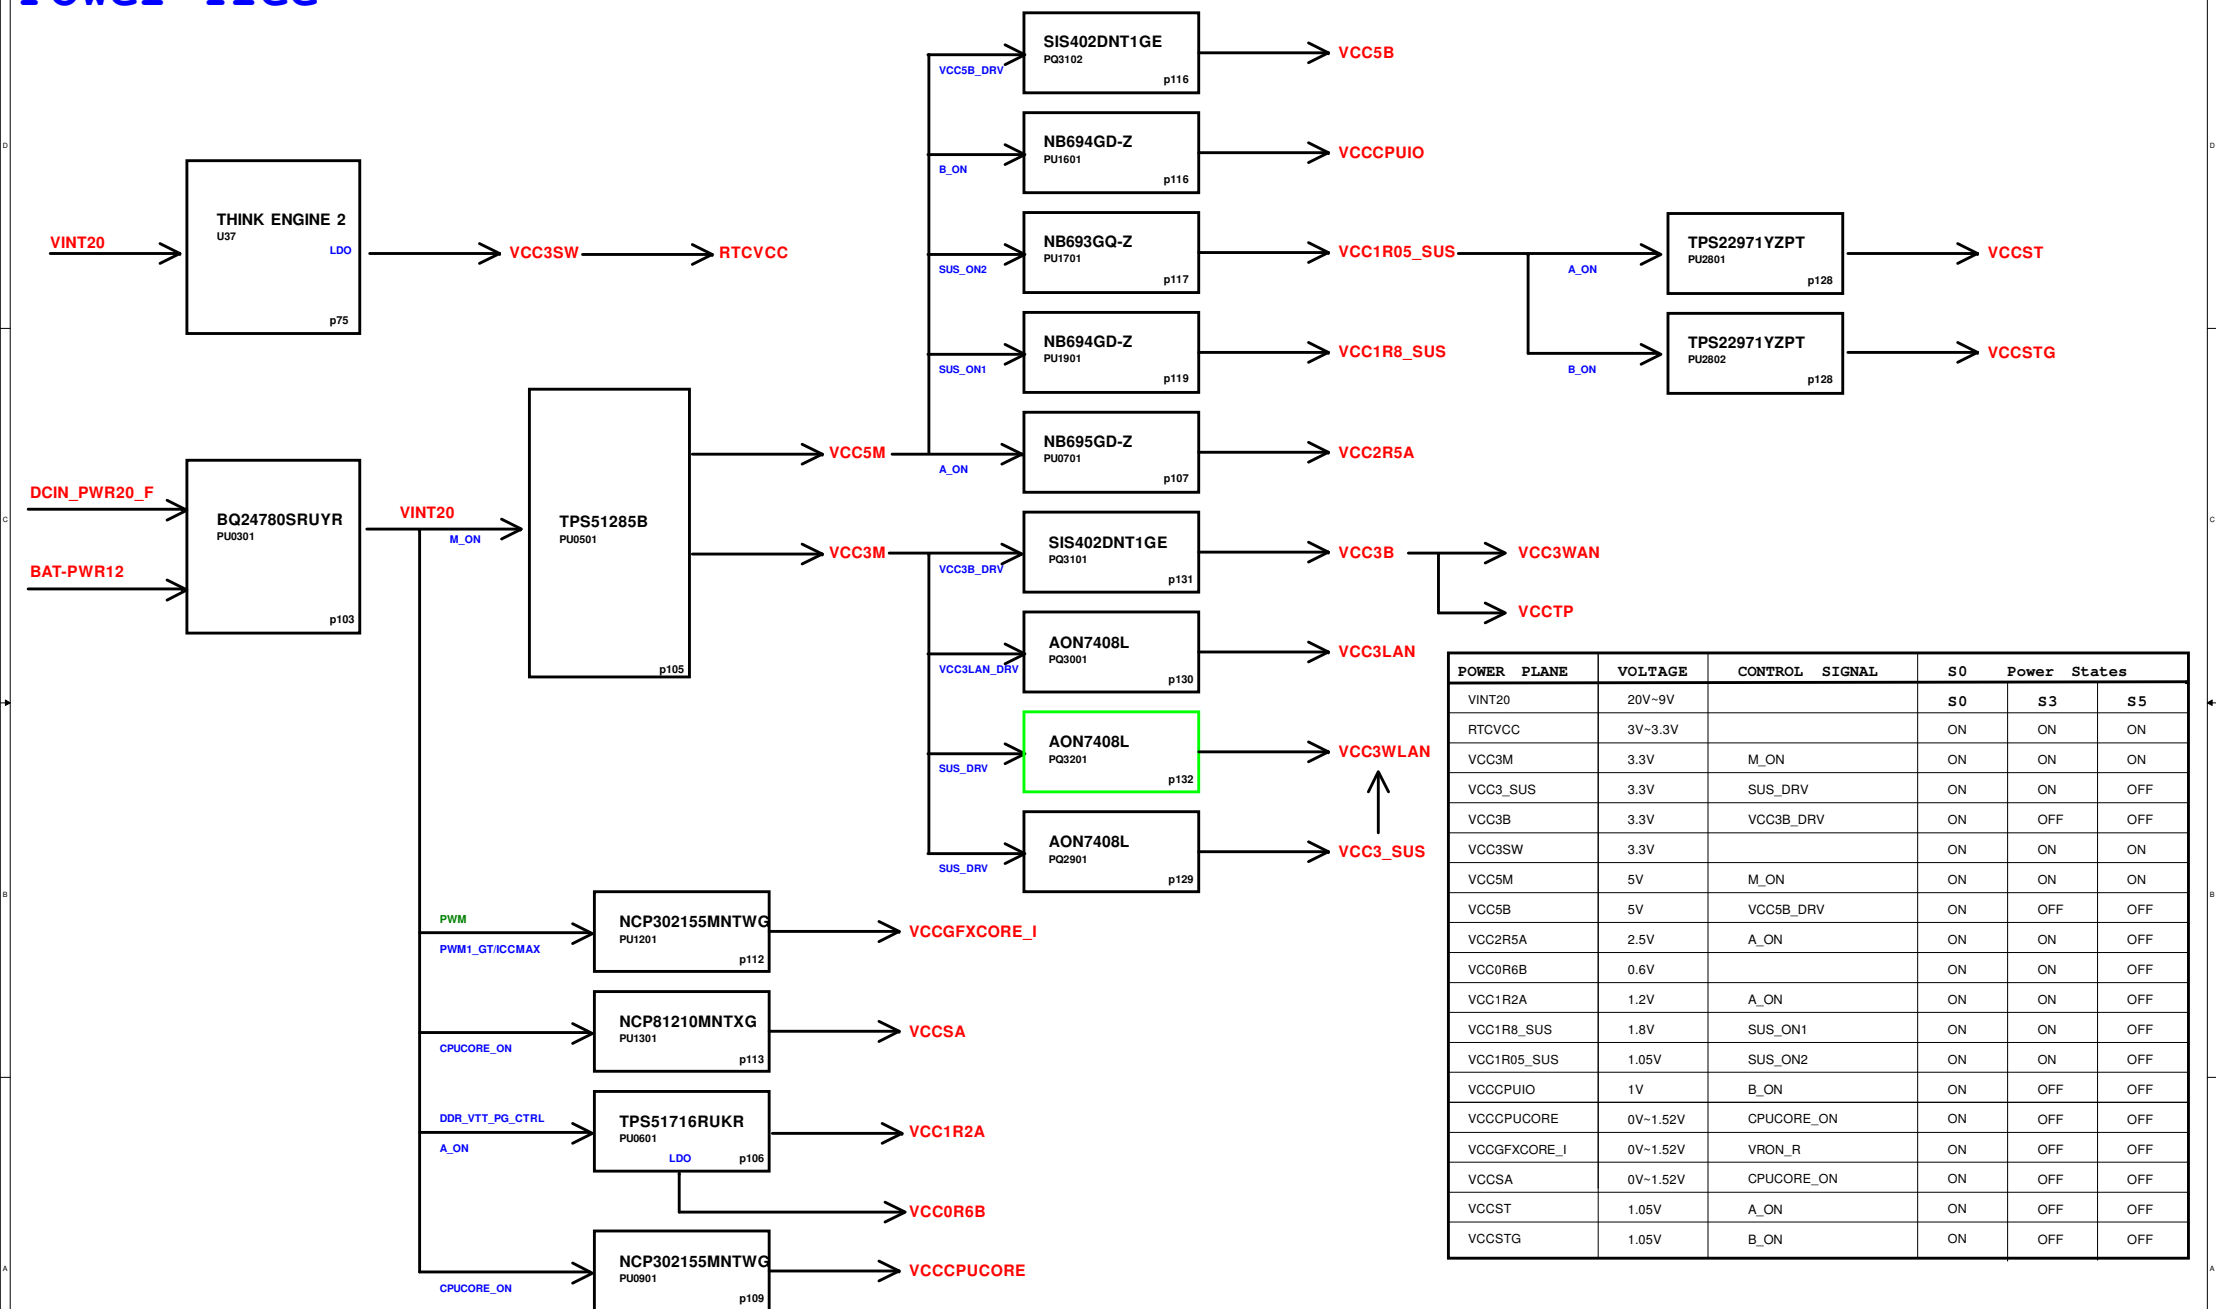 SIS402DNT1GE
PQ3102
p116
VCC5B_DRV
VCC5B
NB694GD-Z
PU1601
p116
B_ON
VCCCPUIO
D
D
THINK ENGINE 2
U37
LDO
p75
VINT20
VCC3SW
RTCVCC
NB693GQ-Z
PU1701
p117
SUS_ON2
VCC1R05_SUS
A_ON
TPS22971YZPT
PU2801
p128
VCCST
NB694GD-Z
PU1901
p119
SUS_ON1
VCC1R8_SUS
B_ON
TPS22971YZPT
PU2802
p128
VCCSTG
NB695GD-Z
PU0701
p107
VCC5M
A_ON
VCC2R5A
DCIN_PWR20_F
BAT-PWR12
BQ24780SRUYR
PU0301
p103
VINT20
M_ON
TPS51285B
PU0501
p105
C
C
VCC3M
VCC3B_DRV
SIS402DNT1GE
PQ3101
p131
VCC3B
VCC3WAN
VCCTP
VCC3LAN_DRV
AON7408L
PQ3001
p130
VCC3LAN
SUS_DRV
AON7408L
PQ3201
p132
VCC3WLAN
SUS_DRV
AON7408L
PQ2901
p129
VCC3_SUS
B
B
PWM
PWM1_GT/ICCMAX
NCP302155MNTWG
PU1201
p112
VCCGFXCORE_I
CPUCORE_ON
NCP81210MNTXG
PU1301
p113
VCCSA
DDR_VTT_PG_CTRL
A_ON
TPS51716RUKR
PU0601
LDO
p106
VCC1R2A
VCC0R6B
CPUCORE_ON
NCP302155MNTWG
PU0901
p109
VCCCPUCORE
A
A
POWER PLANE VOLTAGE CONTROL SIGNAL S0 Power States
VINT20 20V~9V S0 S3 S5
RTCVCC 3V~3.3V ON ON ON
VCC3M 3.3V M_ON ON ON ON
VCC3_SUS 3.3V SUS_DRV ON ON OFF
VCC3B 3.3V VCC3B_DRV ON OFF OFF
VCC3SW 3.3V ON ON ON
VCC5M 5V M_ON ON ON ON
VCC5B 5V VCC5B_DRV ON OFF OFF
VCC2R5A 2.5V A_ON ON ON OFF
VCC0R6B 0.6V ON ON OFF
VCC1R2A 1.2V A_ON ON ON OFF
VCC1R8_SUS 1.8V SUS_ON1 ON ON OFF
VCC1R05_SUS 1.05V SUS_ON2 ON ON OFF
VCCCPUIO 1V B_ON ON OFF OFF
VCCCPUCORE 0V~1.52V CPUCORE_ON ON OFF OFF
VCCGFXCORE_I 0V~1.52V VRON_R ON OFF OFF
VCCSA 0V~1.52V CPUCORE_ON ON OFF OFF
VCCST 1.05V A_ON ON OFF OFF
VCCSTG 1.05V B_ON ON OFF OFF